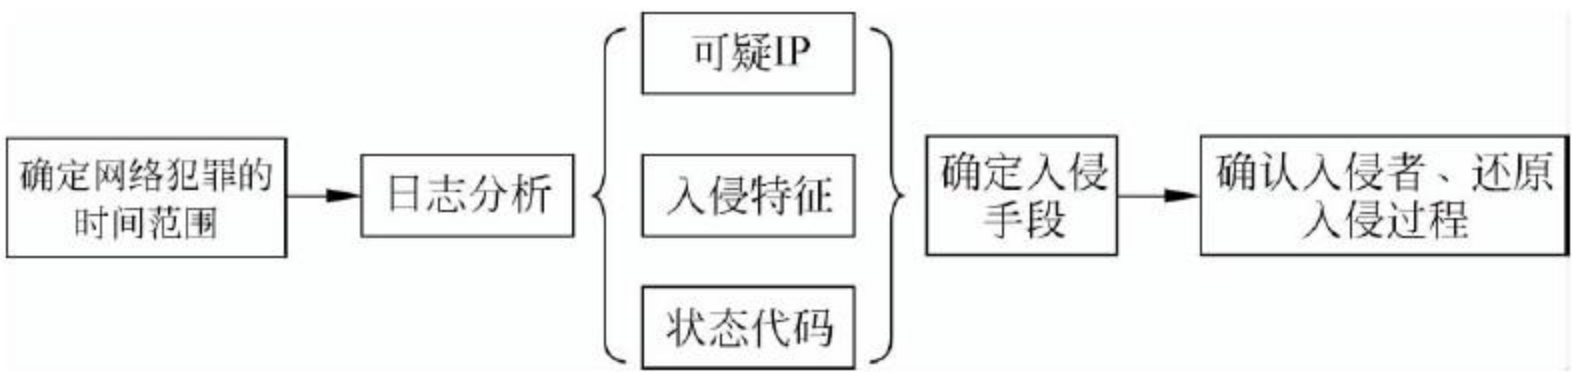 确定网络犯罪的
时间范围
日志分析
可疑IP
入侵特征
状态代码
确定入侵
手段
确认入侵者、还原
入侵过程